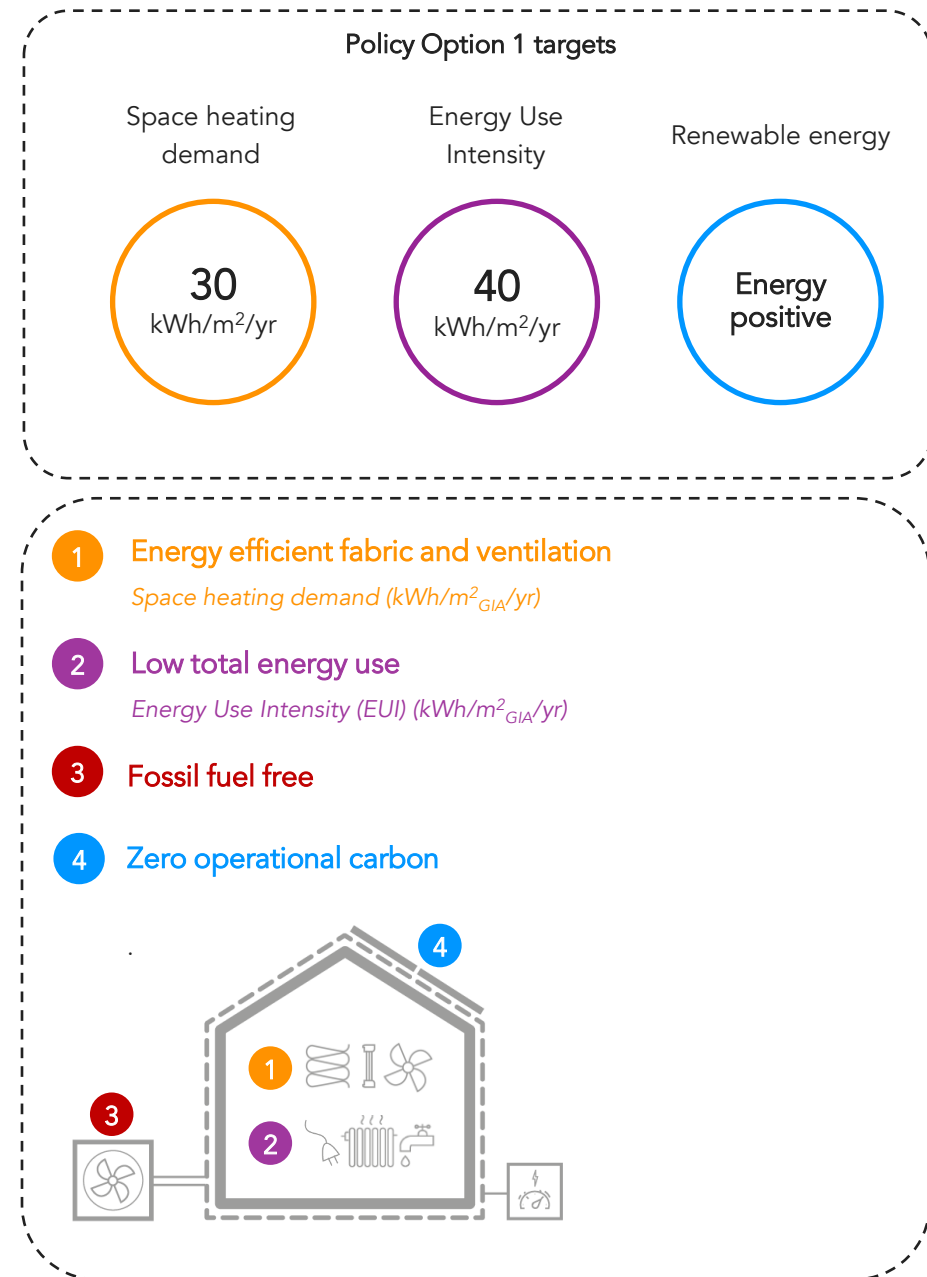 Policy Option 1 targets
Space heating
demand
Energy Use
Intensity
Renewable energy
30
kWh/m²/yr
40
kWh/m²/yr
Energy
positive
1 Energy efficient fabric and ventilation
Space heating demand (kWh/m²GIA/yr)
2 Low total energy use
Energy Use Intensity (EUI) (kWh/m²GIA/yr)
3 Fossil fuel free
4 Zero operational carbon
.
4
1
3
2